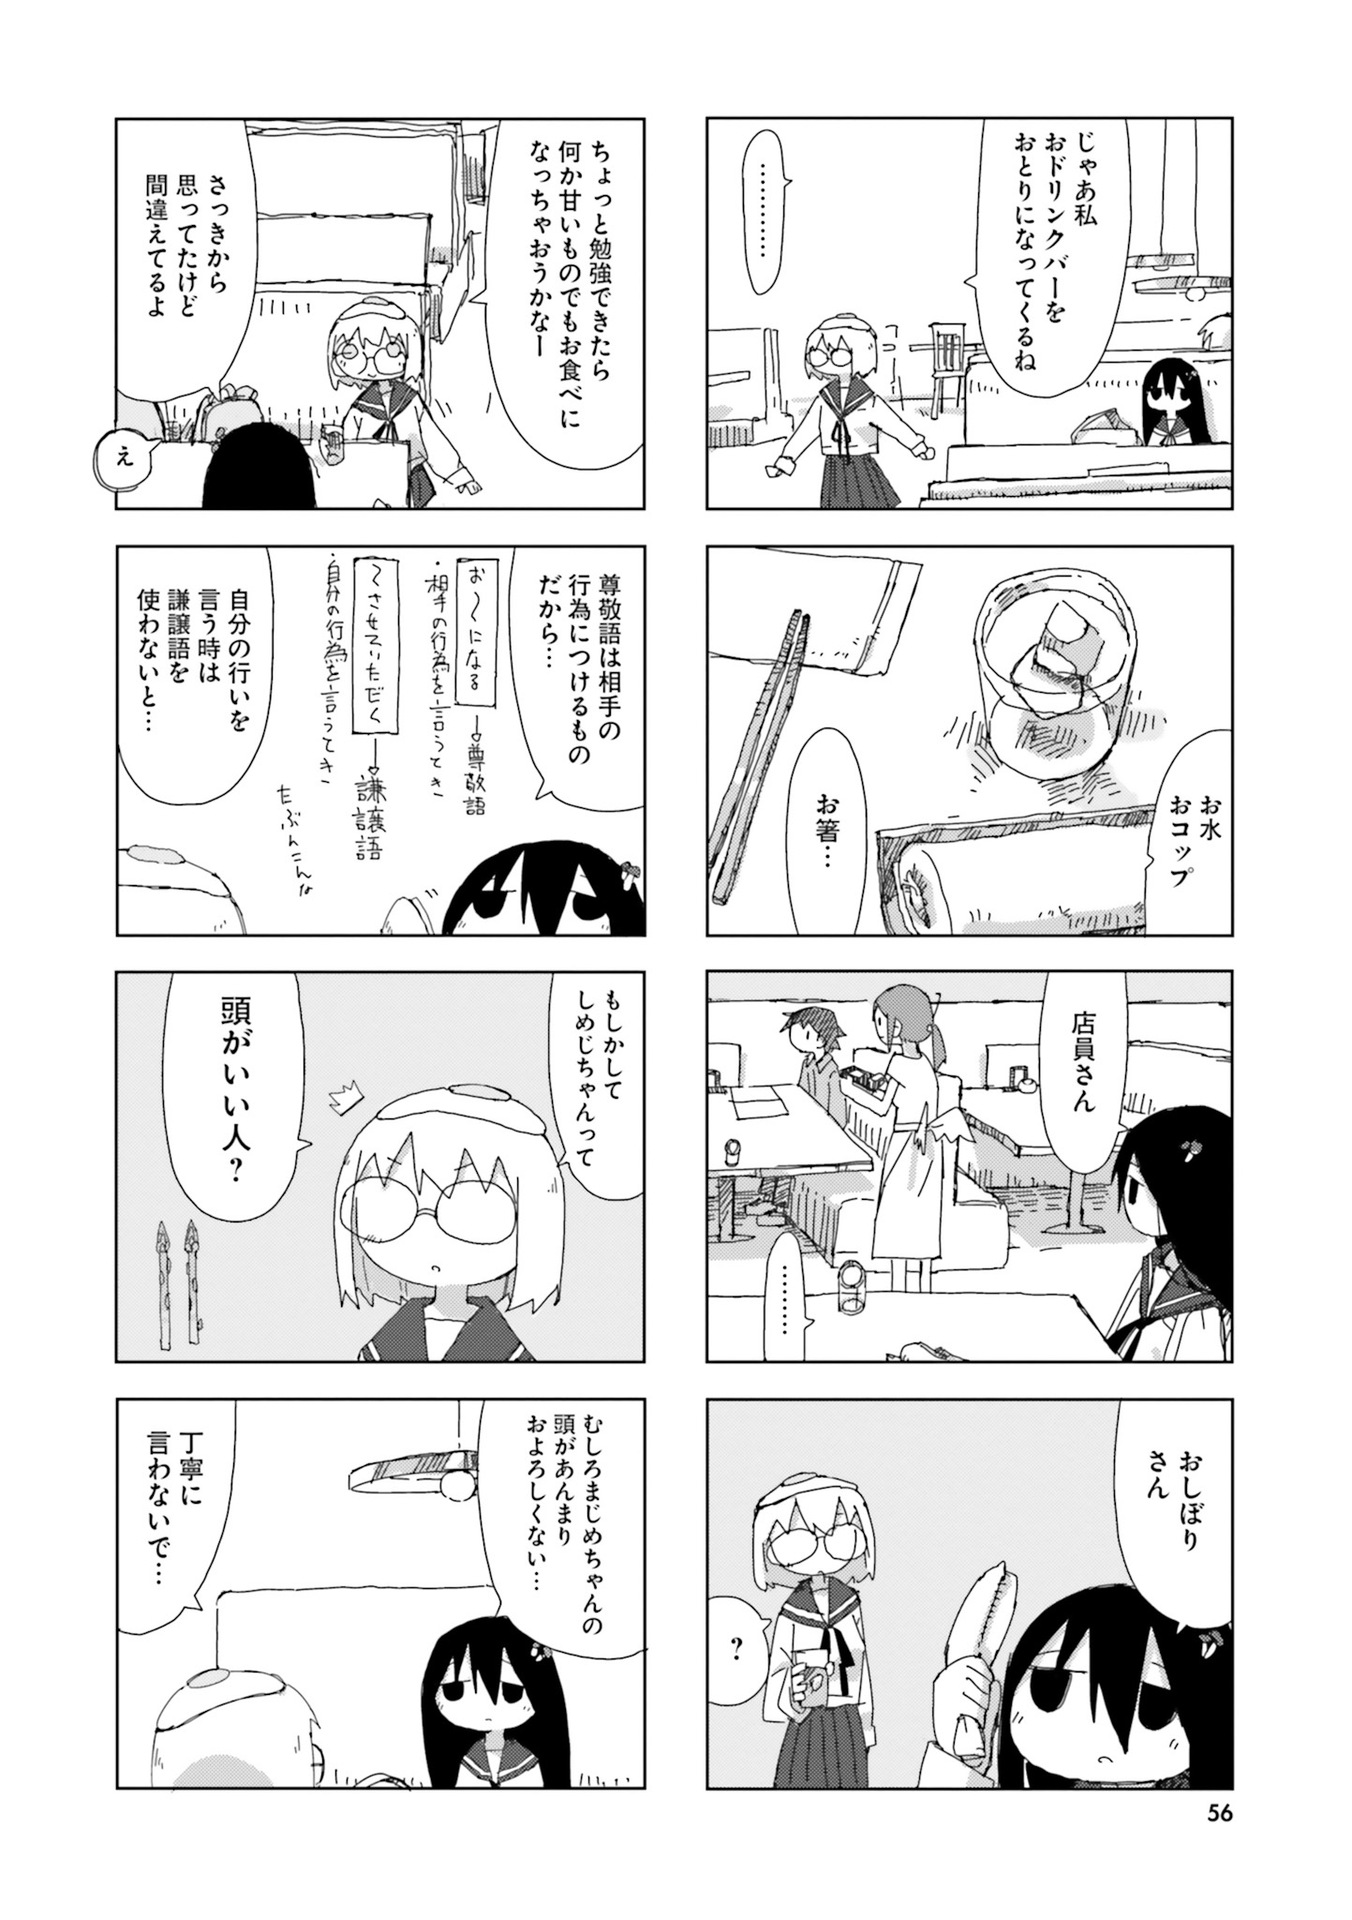 じゃあ私
おドリンクバーを
おとりになってくるね
…………
お水
おコップ
お箸…
店員さん
……
おしぼり
さん
?
ちょっと勉強できたら
何か甘いものでもお食べに
なっちゃおうかなー
さっきから
思ってたけど
間違えてるよ
え
尊敬語は相手の
行為につけるもの
だから…
お〜になる→尊敬語
・相手の行為を言うてき
〜させていただく→謙譲語
・自分の行為を言うてき
たぶんこんな
自分の行いを
言う時は
謙譲語を
使わないと…
もしかして
しめじちゃんって
頭がいい人?
むしろまじめちゃんの
頭があんまり
およろしくない…
丁寧に
言わないで…
56